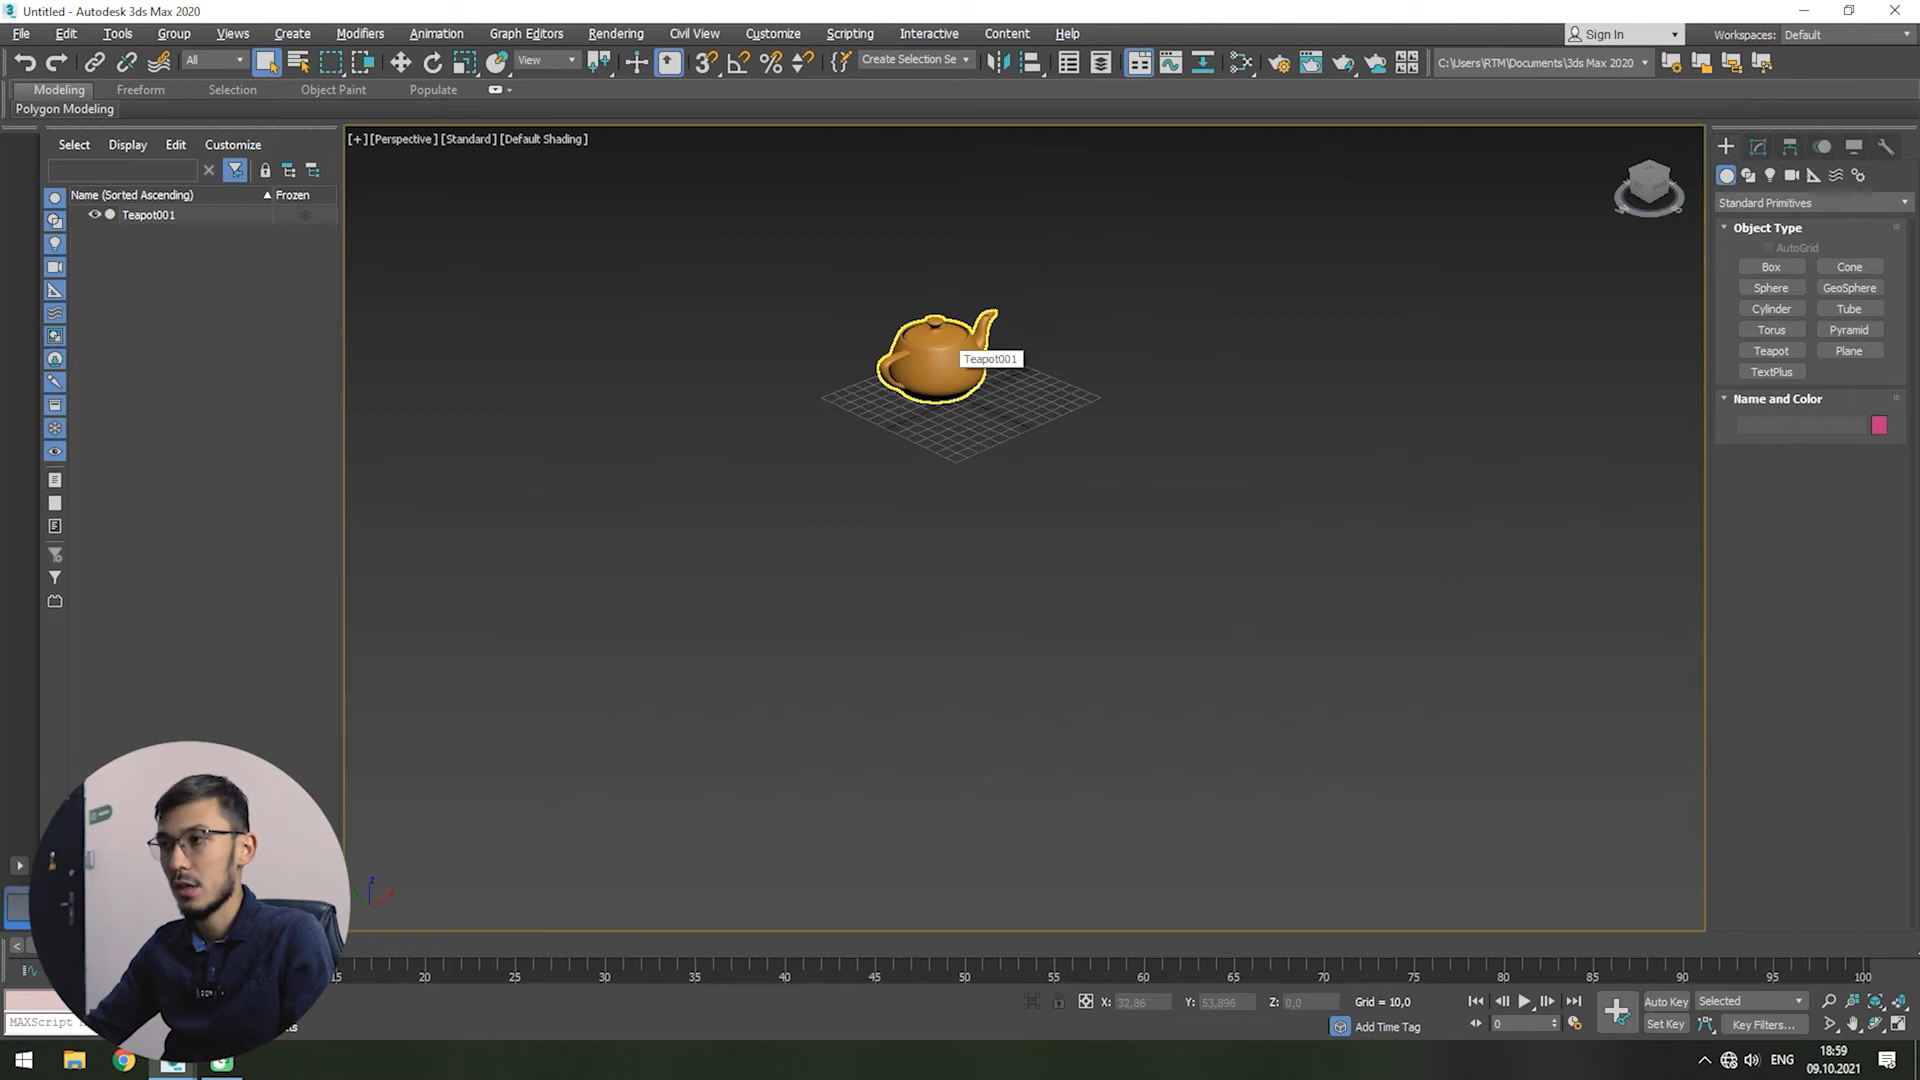 Untitled - Autodesk 3ds Max 2020
File Edit Tools Group Views Create Modifiers Animation Graph Editors Rendering Civil View Customize Scripting Interactive Content Help Sign In Workspaces: Default
All View Create Selection Se C:\Users\RTM\Documents\3ds Max 2020
Modeling Freeform Selection Object Paint Populate
Polygon Modeling
Select Display Edit Customize
Name (Sorted Ascending) Frozen
Teapot001
[+] [Perspective] [Standard] [Default Shading]
Teapot001
Standard Primitives
Object Type
AutoGrid
Box Cone
Sphere GeoSphere
Cylinder Tube
Torus Pyramid
Teapot Plane
TextPlus
Name and Color
z
15 20 25 30 35 40 45 50 55 60 65 70 75 80 85 90 95 100
X: 32,86 Y: 53,896 Z: 0,0 Grid = 10,0 Auto Key Selected
MAXScript Add Time Tag 0 Set Key Key Filters...
ENG 18:59
09.10.2021